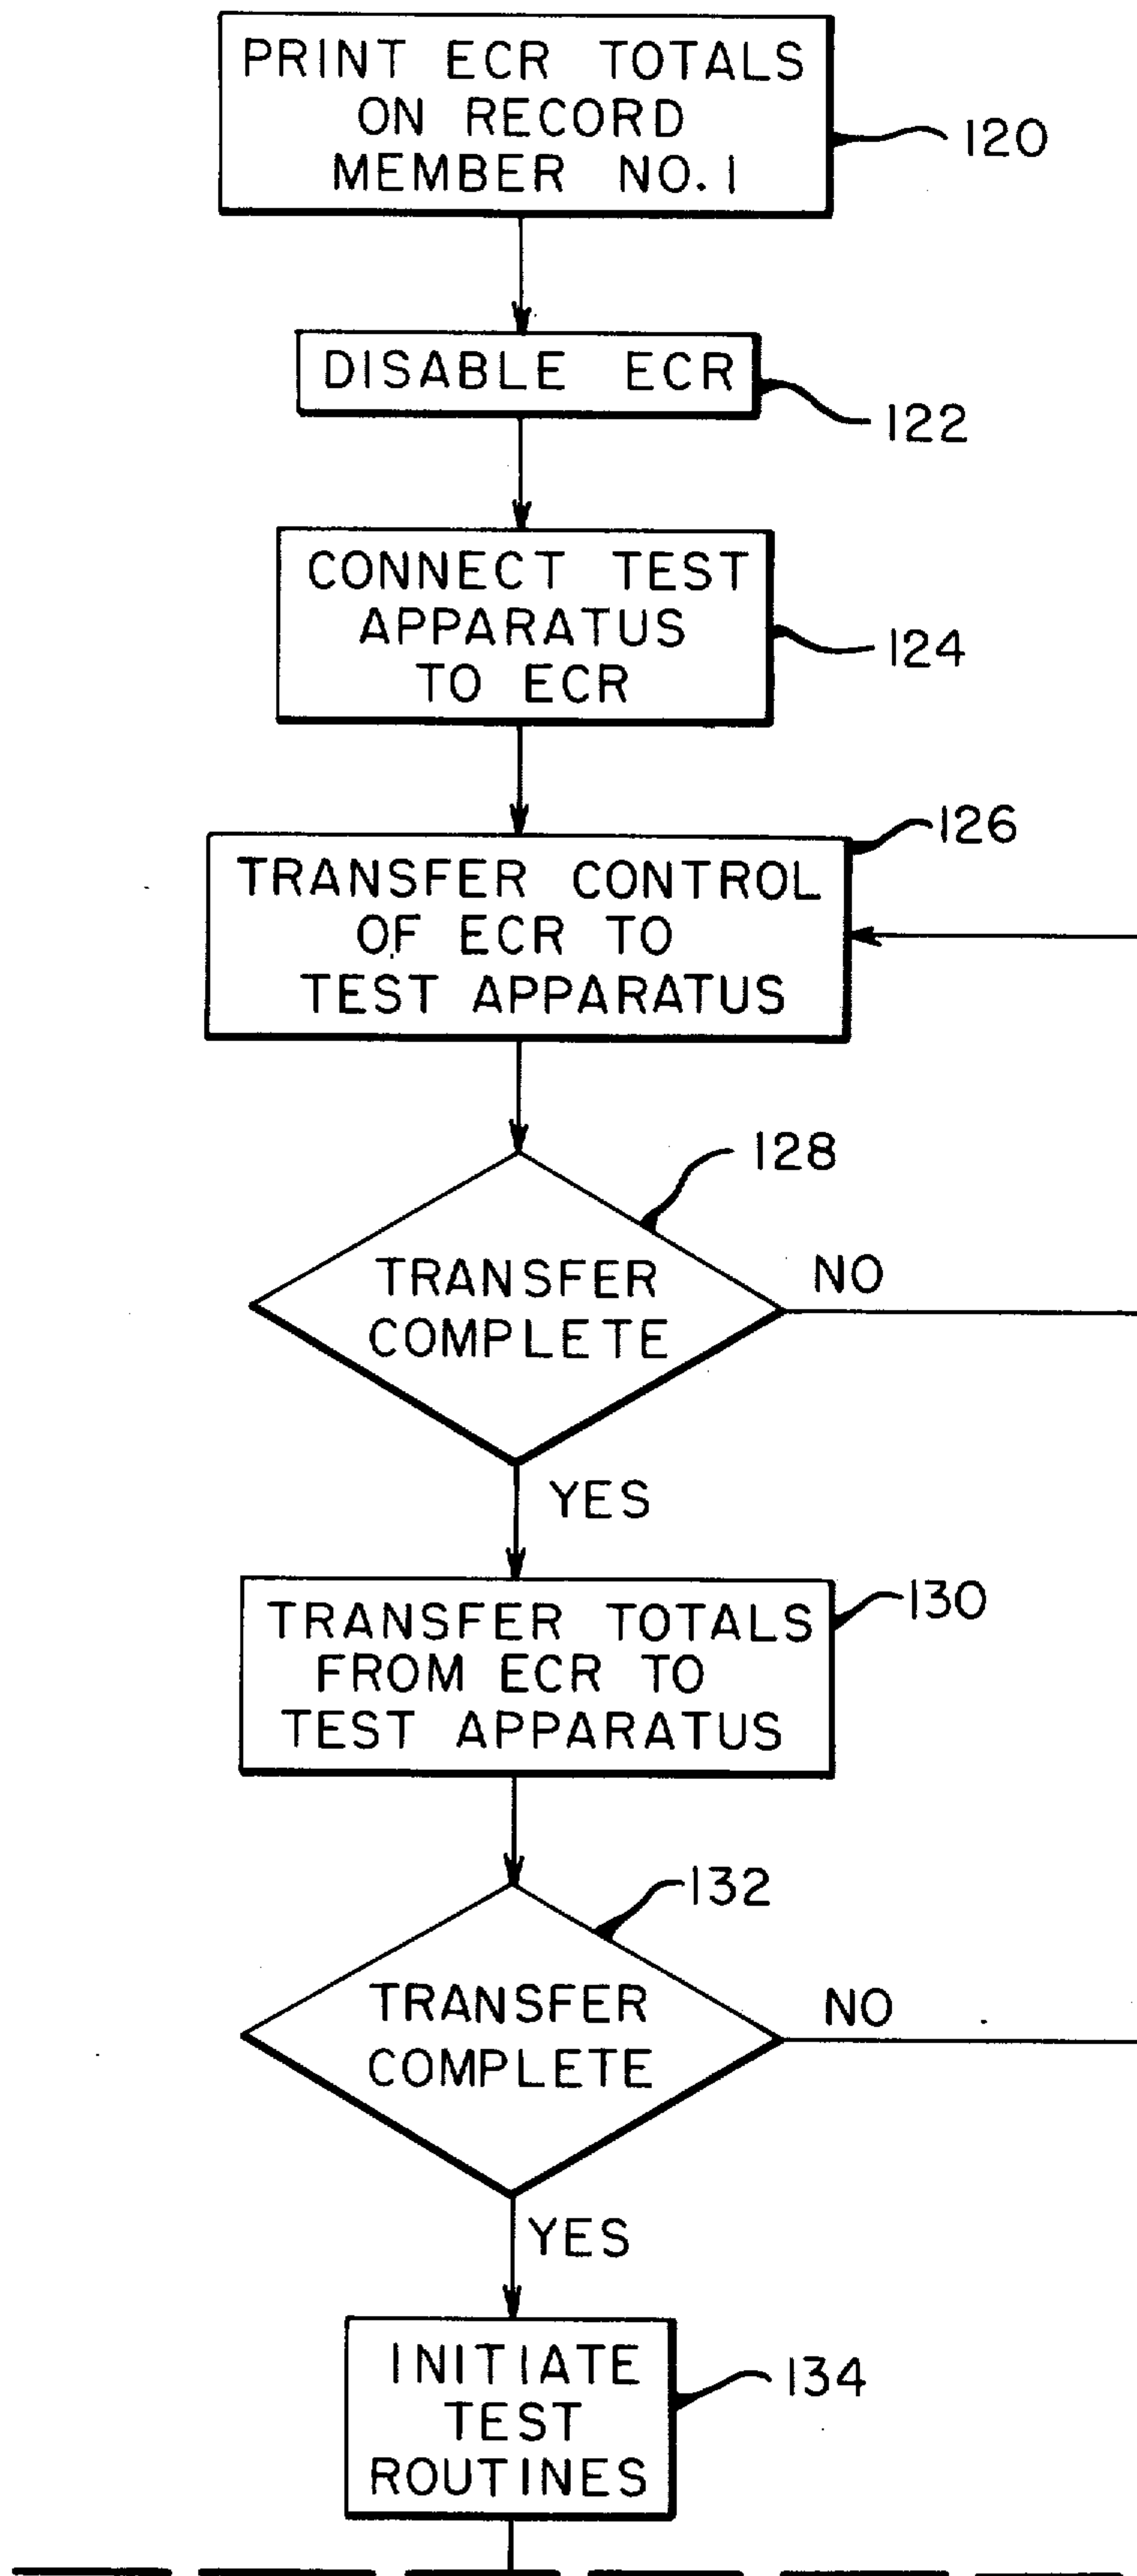 PRINT ECR TOTALS
ON RECORD
MEMBER NO. 1
120
DISABLE ECR
122
CONNECT TEST
APPARATUS
TO ECR
124
126
TRANSFER CONTROL
OF ECR TO
TEST APPARATUS
128
TRANSFER
COMPLETE
NO
YES
130
TRANSFER TOTALS
FROM ECR TO
TEST APPARATUS
132
TRANSFER
COMPLETE
NO
YES
INITIATE
TEST
ROUTINES
134